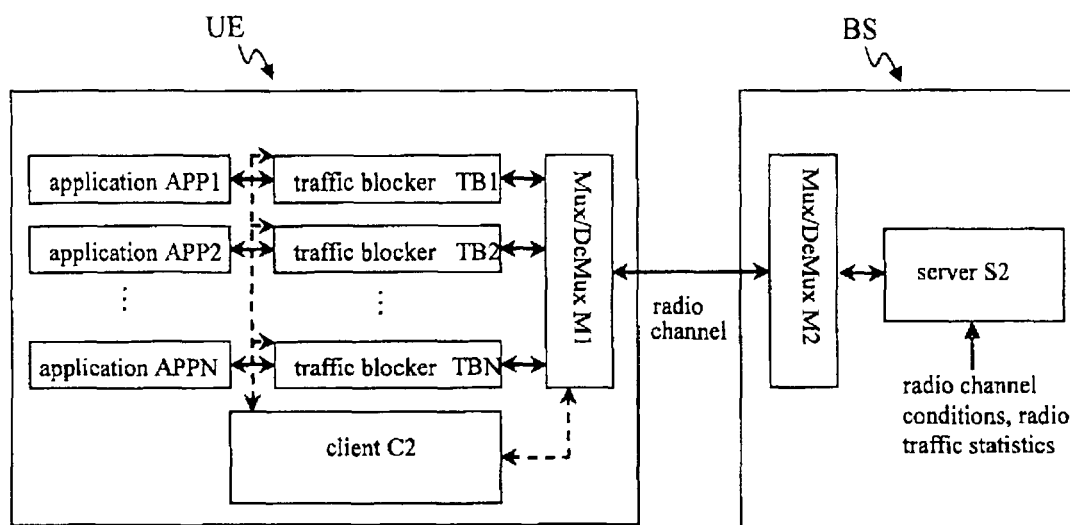 UE
BS
application APP1
traffic blocker TB1
application APP2
traffic blocker TB2
⋮
⋮
application APPN
traffic blocker TBN
client C2
Mux/DeMux M1
radio
channel
Mux/DeMux M2
server S2
radio channel
conditions, radio
traffic statistics